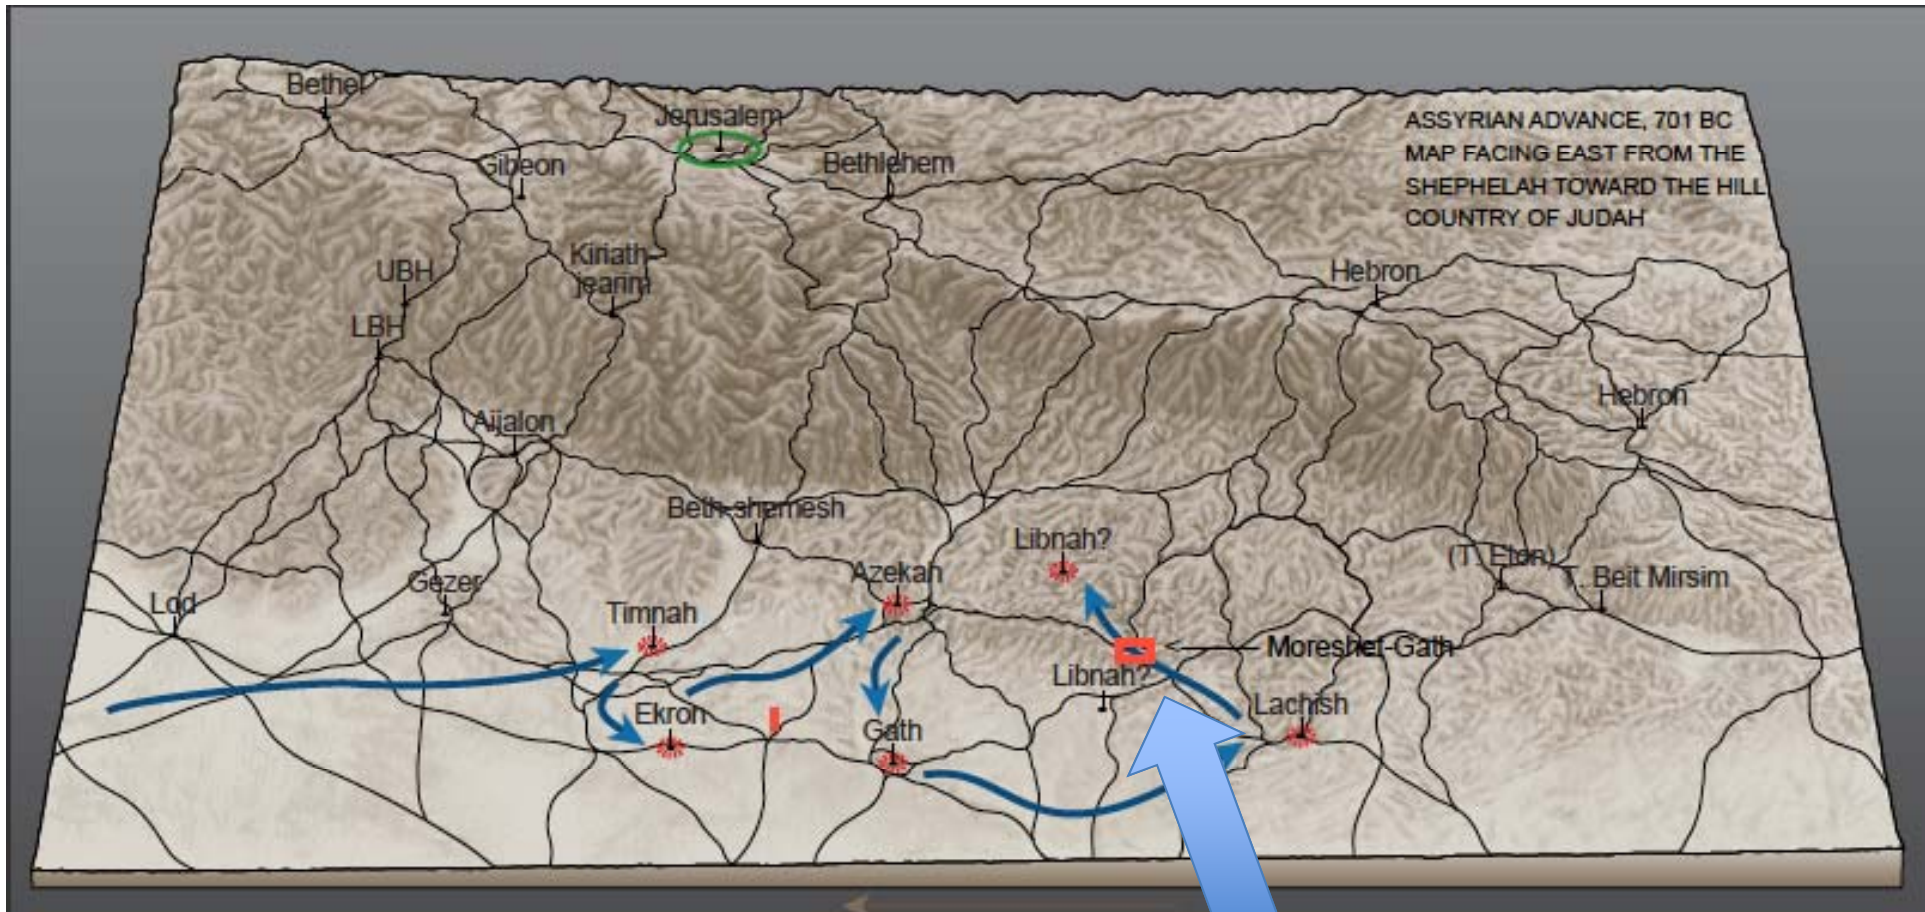 Bethel
Jerusalem
Gibeon
Bethlehem
ASSYRIAN ADVANCE, 701 BC
MAP FACING EAST FROM THE
SHEPHELAH TOWARD THE HILL
COUNTRY OF JUDAH
UBH
Kiriath-
jearim
Hebron
LBH
Aijalon
Hebron
Beth-shemesh
Libnah?
Azekah
(T. Eton)
T. Beit Mirsim
Gezer
Lod
Timnah
Moreshet-Gath
Libnah?
Ekron
Gath
Lachish